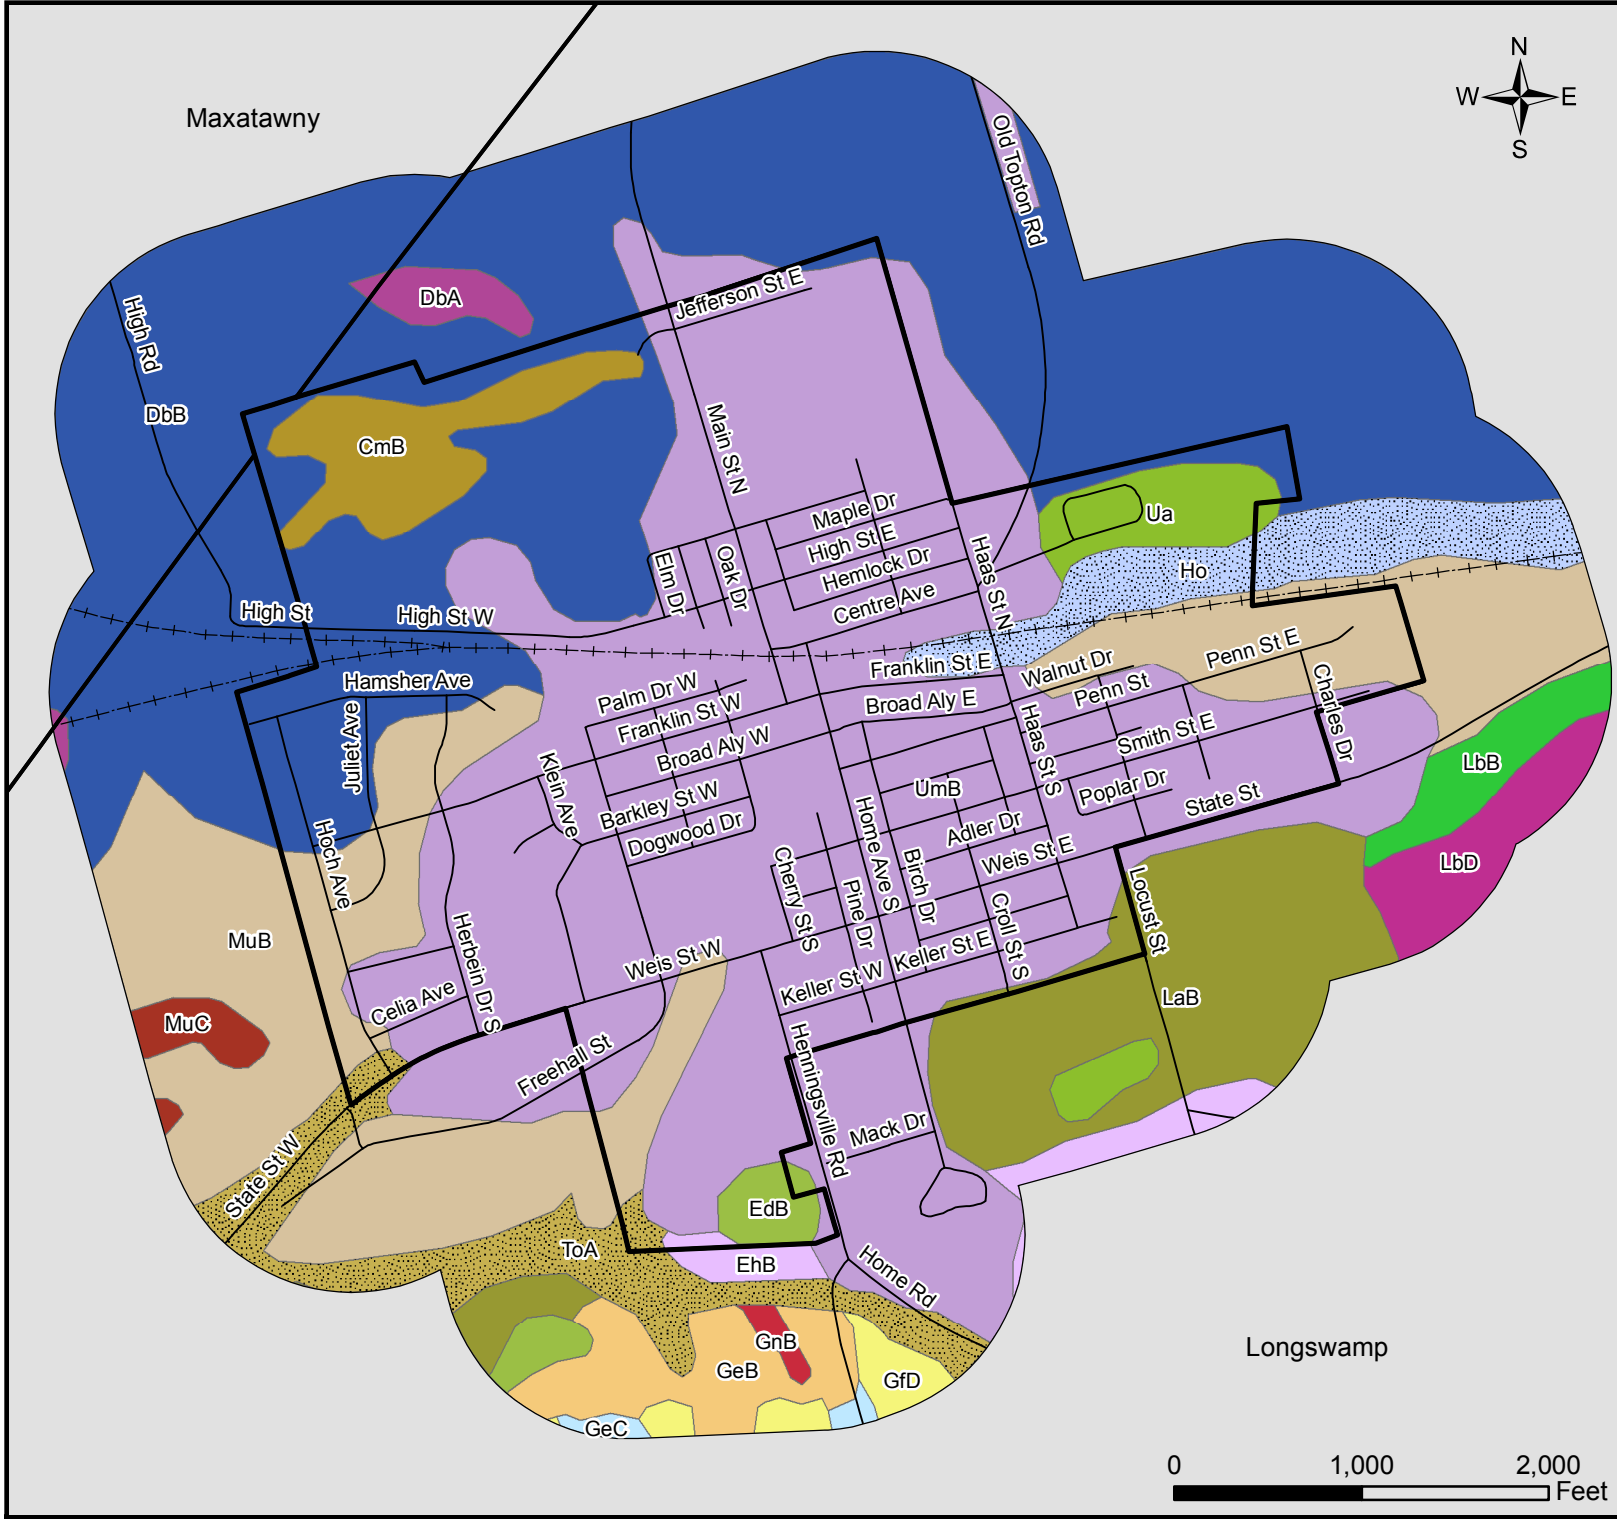 N
W E
S
Maxatawny
Old Topton Rd
DbA
High Rd
Jefferson St E
DbB
CmB
Main St N
Maple Dr
Ua
High St E
Hemlock Dr
Elm Dr
Oak Dr
Haas St N
Ho
Centre Ave
High St
High St W
Franklin St E
Walnut Dr
Penn St E
Hamsher Ave
Palm Dr W
Broad Aly E
Penn St
Charles Dr
Juliet Ave
Franklin St W
Haas St S
Smith St E
Broad Aly W
Klein Ave
UmB
Poplar Dr
State St
LbB
Barkley St W
Dogwood Dr
Home Ave S
Adler Dr
Weis St E
LbD
Hoch Ave
Cherry St S
Pine Dr
Birch Dr
Croll St S
Locust St
MuB
Herbein Dr S
Weis St W
Keller St E
Keller St W
LaB
Celia Ave
MuC
Henningsville Rd
Freehall St
Mack Dr
State St W
EdB
ToA
EhB
Home Rd
GnB
GeB
GfD
GeC
Longswamp
0 1,000 2,000
Feet